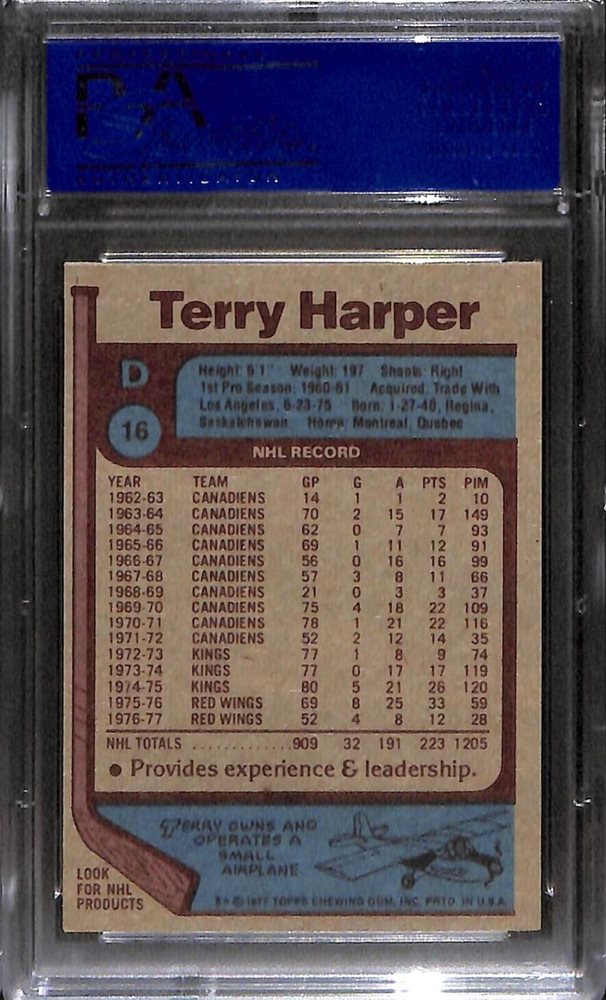 Terry Harper
D
16
Height: 6'1" Weight: 197 Shoots: Right
1st Pro Season: 1960-61 Acquired: Trade With
Los Angeles, 6-23-75 Born: 1-27-40, Regina,
Saskatchewan Home: Montreal, Quebec
NHL RECORD
YEAR TEAM GP G A PTS PIM
1962-63 CANADIENS 14 1 1 2 10
1963-64 CANADIENS 70 2 15 17 149
1964-65 CANADIENS 62 0 7 7 93
1965-66 CANADIENS 69 1 11 12 91
1966-67 CANADIENS 56 0 16 16 99
1967-68 CANADIENS 57 3 8 11 66
1968-69 CANADIENS 21 0 3 3 37
1969-70 CANADIENS 75 4 18 22 109
1970-71 CANADIENS 78 1 21 22 116
1971-72 CANADIENS 52 2 12 14 35
1972-73 KINGS 77 1 8 9 74
1973-74 KINGS 77 0 17 17 119
1974-75 KINGS 80 5 21 26 120
1975-76 RED WINGS 69 8 25 33 59
1976-77 RED WINGS 52 4 8 12 28
NHL TOTALS ............909 32 191 223 1205
• Provides experience & leadership.
TERRY OWNS AND
OPERATES A
SMALL
AIRPLANE
LOOK
FOR NHL
PRODUCTS
© 1977 TOPPS CHEWING GUM, INC. PRTD. IN U.S.A.